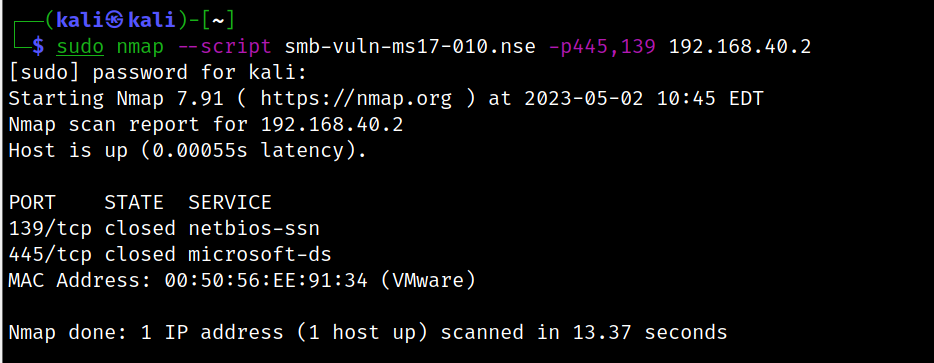 ┌──(kali㉿kali)-[~]
└─$ sudo nmap --script smb-vuln-ms17-010.nse -p445,139 192.168.40.2
[sudo] password for kali:
Starting Nmap 7.91 ( https://nmap.org ) at 2023-05-02 10:45 EDT
Nmap scan report for 192.168.40.2
Host is up (0.00055s latency).

PORT    STATE  SERVICE
139/tcp closed netbios-ssn
445/tcp closed microsoft-ds
MAC Address: 00:50:56:EE:91:34 (VMware)

Nmap done: 1 IP address (1 host up) scanned in 13.37 seconds